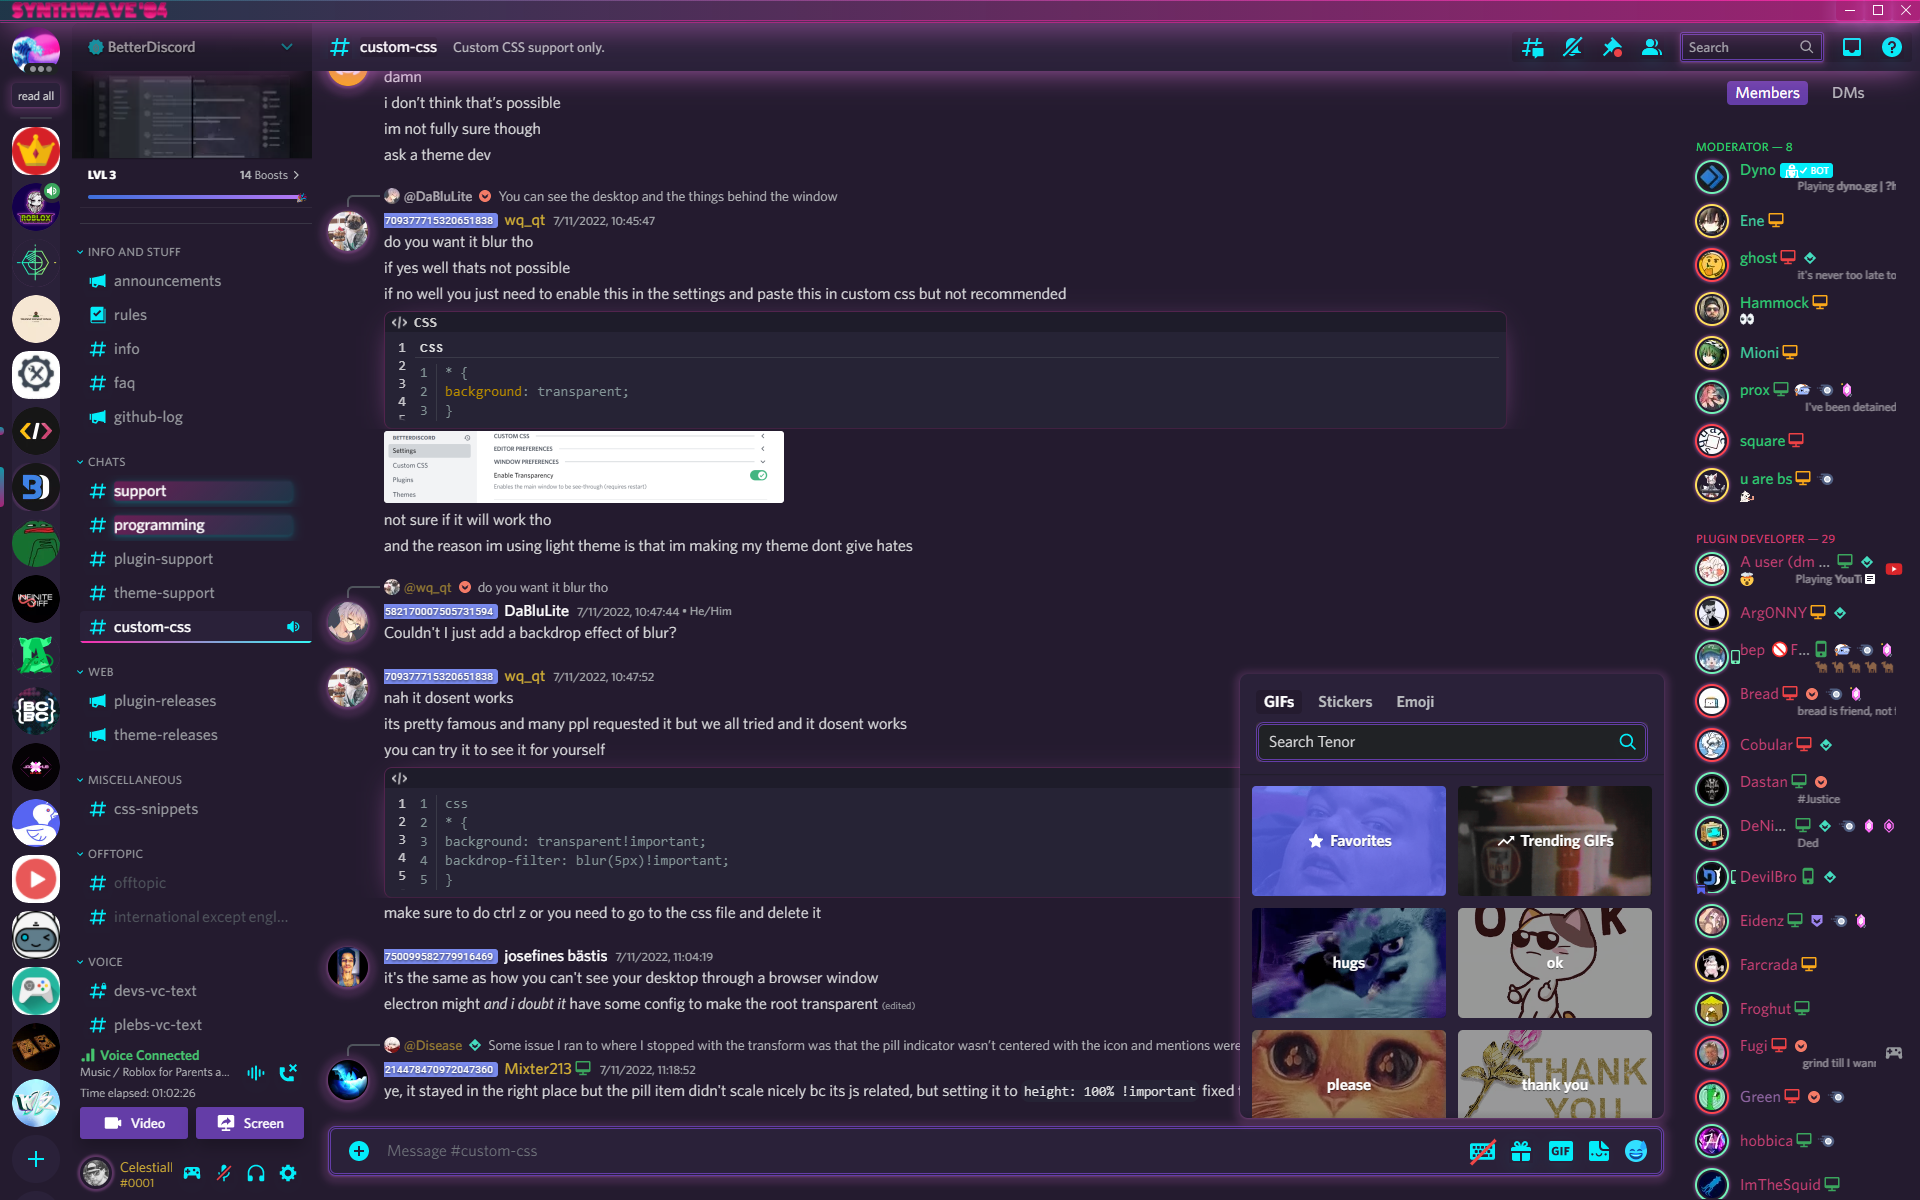 SYNTHWAVE'84
read all
BetterDiscord
LVL 3
14 Boosts
INFO AND STUFF
announcements
rules
info
faq
github-log
CHATS
support
programming
plugin-support
theme-support
custom-css
WEB
plugin-releases
theme-releases
MISCELLANEOUS
css-snippets
OFFTOPIC
offtopic
international except engl...
VOICE
devs-vc-text
plebs-vc-text
Voice Connected
Music / Roblox for Parents a...
Time elapsed: 01:02:26
Video
Screen
Celestiall
#0001
custom-css
Custom CSS support only.
Search
damn
i don't think that's possible
im not fully sure though
ask a theme dev
@DaBluLite You can see the desktop and the things behind the window
709377715320651838 wq_qt 7/11/2022, 10:45:47
do you want it blur tho
if yes well thats not possible
if no well you just need to enable this in the settings and paste this in custom css but not recommended
</> CSS
1 CSS
2 1 * {
3 2 background: transparent;
4 3 }
BETTERDISCORD
Settings
Custom CSS
Plugins
Themes
CUSTOM CSS
EDITOR PREFERENCES
WINDOW PREFERENCES
Enable Transparency
Enables the main window to be see-through (requires restart)
not sure if it will work tho
and the reason im using light theme is that im making my theme dont give hates
@wq_qt do you want it blur tho
582170007505731594 DaBluLite 7/11/2022, 10:47:44 • He/Him
Couldn't I just add a backdrop effect of blur?
709377715320651838 wq_qt 7/11/2022, 10:47:52
nah it dosent works
its pretty famous and many ppl requested it but we all tried and it dosent works
you can try it to see it for yourself
</>
1 1 css
2 2 * {
3 3 background: transparent!important;
4 4 backdrop-filter: blur(5px)!important;
5 5 }
make sure to do ctrl z or you need to go to the css file and delete it
750099582779916469 josefines bästis 7/11/2022, 11:04:19
it's the same as how you can't see your desktop through a browser window
electron might and i doubt it have some config to make the root transparent (edited)
@Disease Some issue I ran to where I stopped with the transform was that the pill indicator wasn't centered with the icon and mentions were
214478470972047360 Mixter213 7/11/2022, 11:18:52
ye, it stayed in the right place but the pill item didn't scale nicely bc its js related, but setting it to height: 100% !important fixed
Message #custom-css
GIF
GIFs
Stickers
Emoji
Search Tenor
Favorites
Trending GIFs
hugs
OK
ok
please
THANK YOU
thank you
Members
DMs
MODERATOR — 8
Dyno BOT
Playing dyno.gg | ?h
Ene
ghost
it's never too late to
Hammock
Mioni
prox
I've been detained
square
u are bs
PLUGIN DEVELOPER — 29
A user (dm ...
Playing YouTu
Arg0NNY
bep F...
Bread
bread is friend, not
Cobular
Dastan
#Justice
DeNi...
Ded
DevilBro
Eidenz
Farcrada
Froghut
Fugi
grind till I wann
Green
hobbica
ImTheSquid
ROBLOX
INFINITE
BC
BC